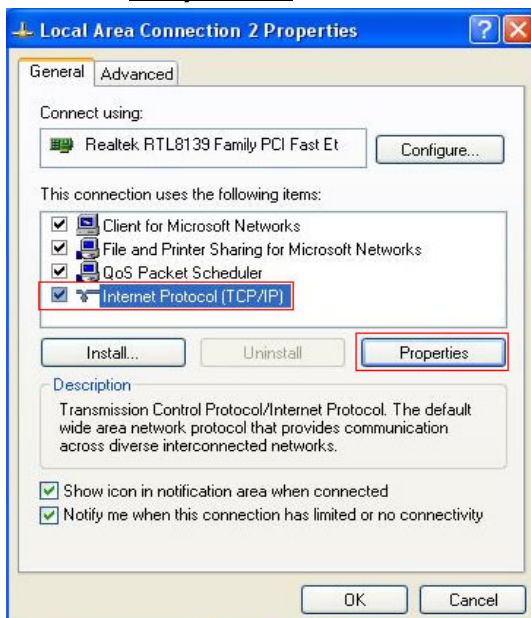 Local Area Connection 2 Properties
General Advanced
Connect using:
Realtek RTL8139 Family PCI Fast Et Configure...
This connection uses the following items:
Client for Microsoft Networks
File and Printer Sharing for Microsoft Networks
QoS Packet Scheduler
Internet Protocol (TCP/IP)
Install... Uninstall Properties
Description
Transmission Control Protocol/Internet Protocol. The default
wide area network protocol that provides communication
across diverse interconnected networks.
Show icon in notification area when connected
Notify me when this connection has limited or no connectivity
OK Cancel